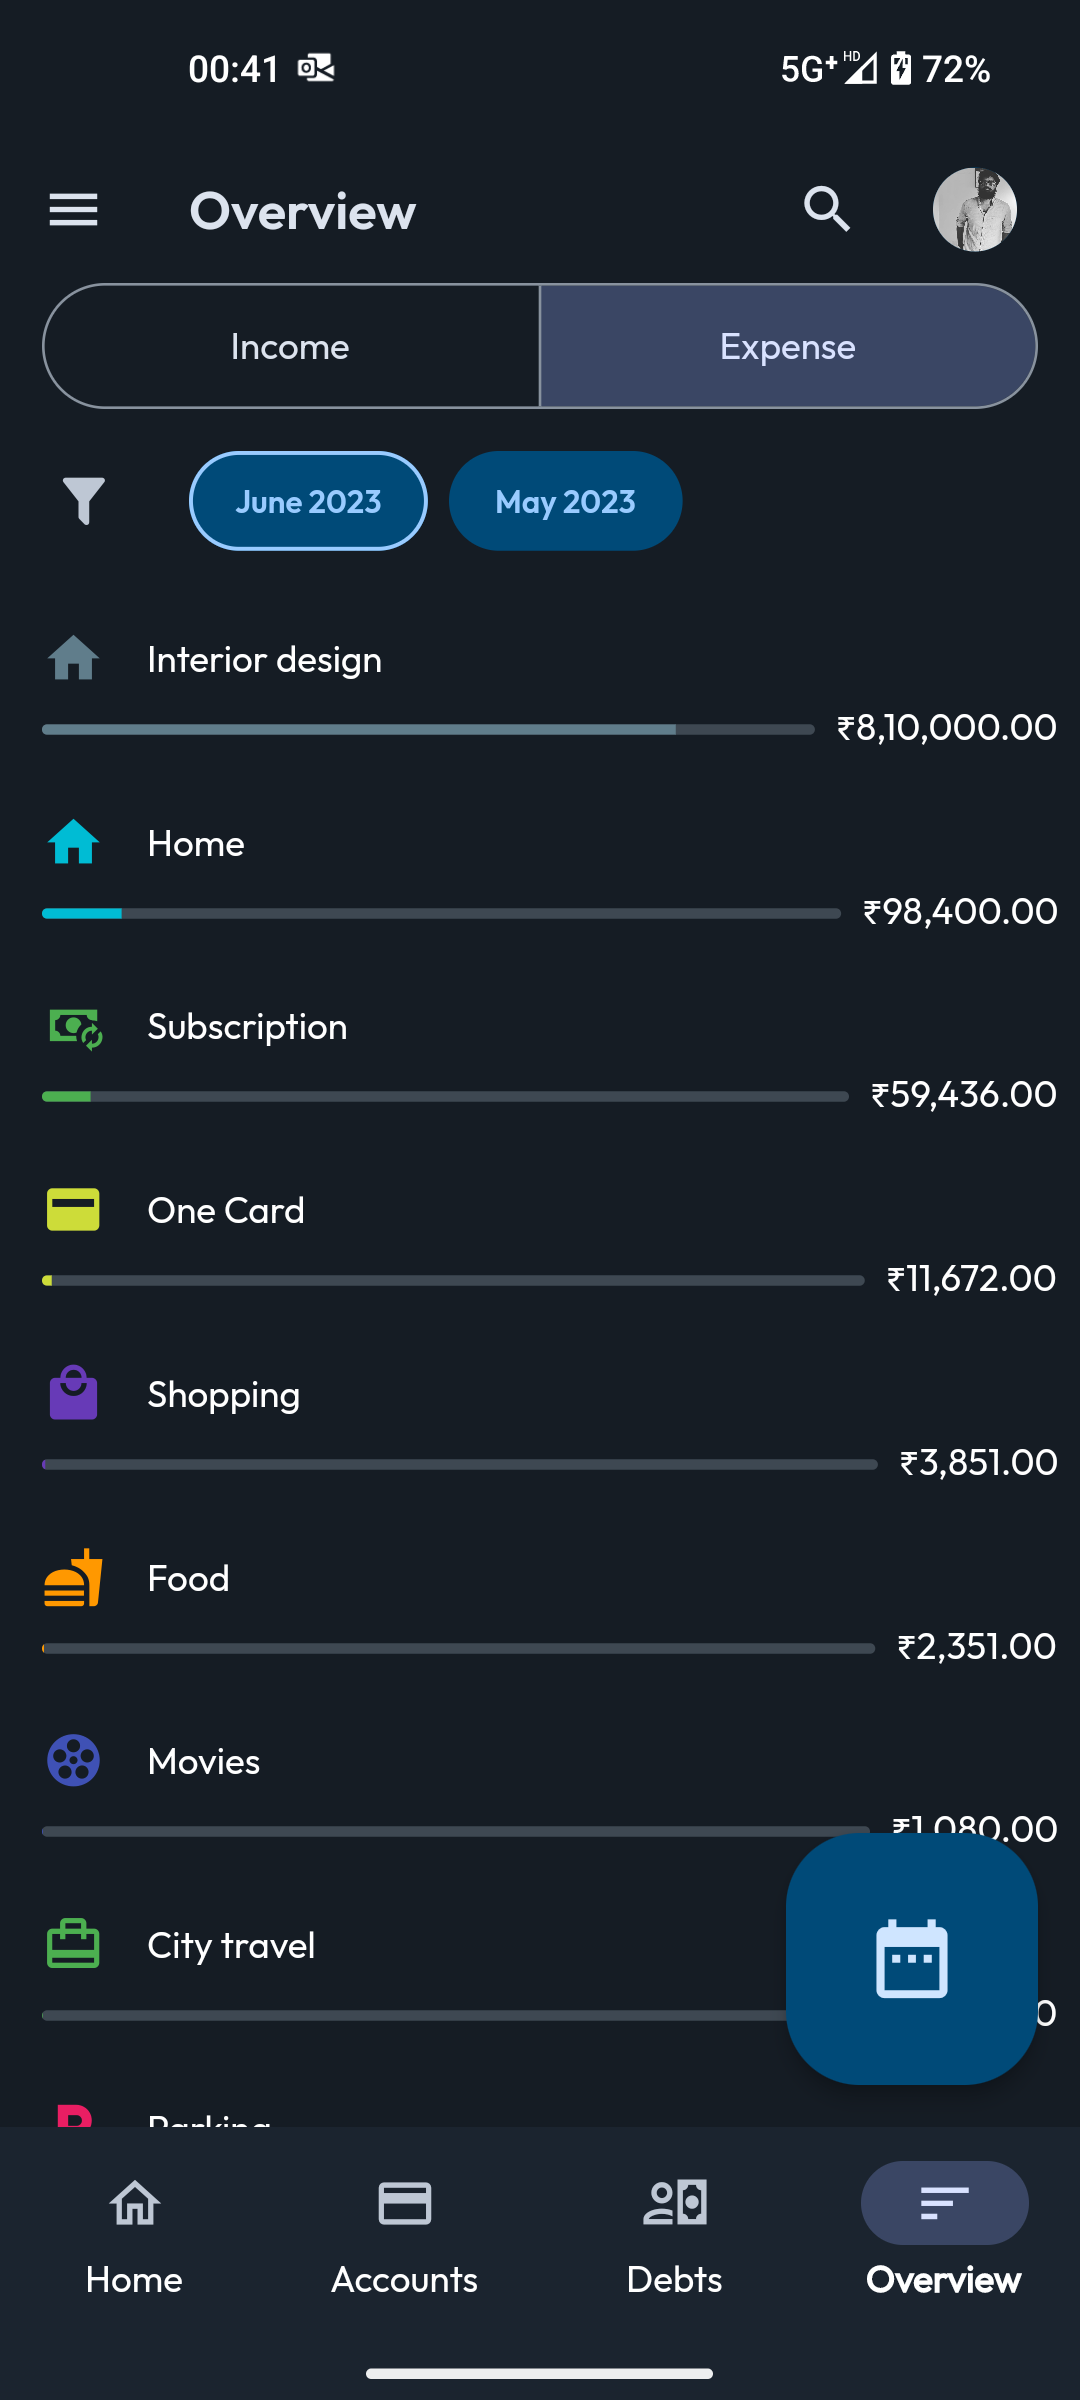 00:41 5G+ HD 72%
Overview
Income Expense
June 2023 May 2023
Interior design
₹8,10,000.00
Home
₹98,400.00
Subscription
₹59,436.00
One Card
₹11,672.00
Shopping
₹3,851.00
Food
₹2,351.00
Movies
₹1,080.00
City travel
0
Parking
Home Accounts Debts Overview